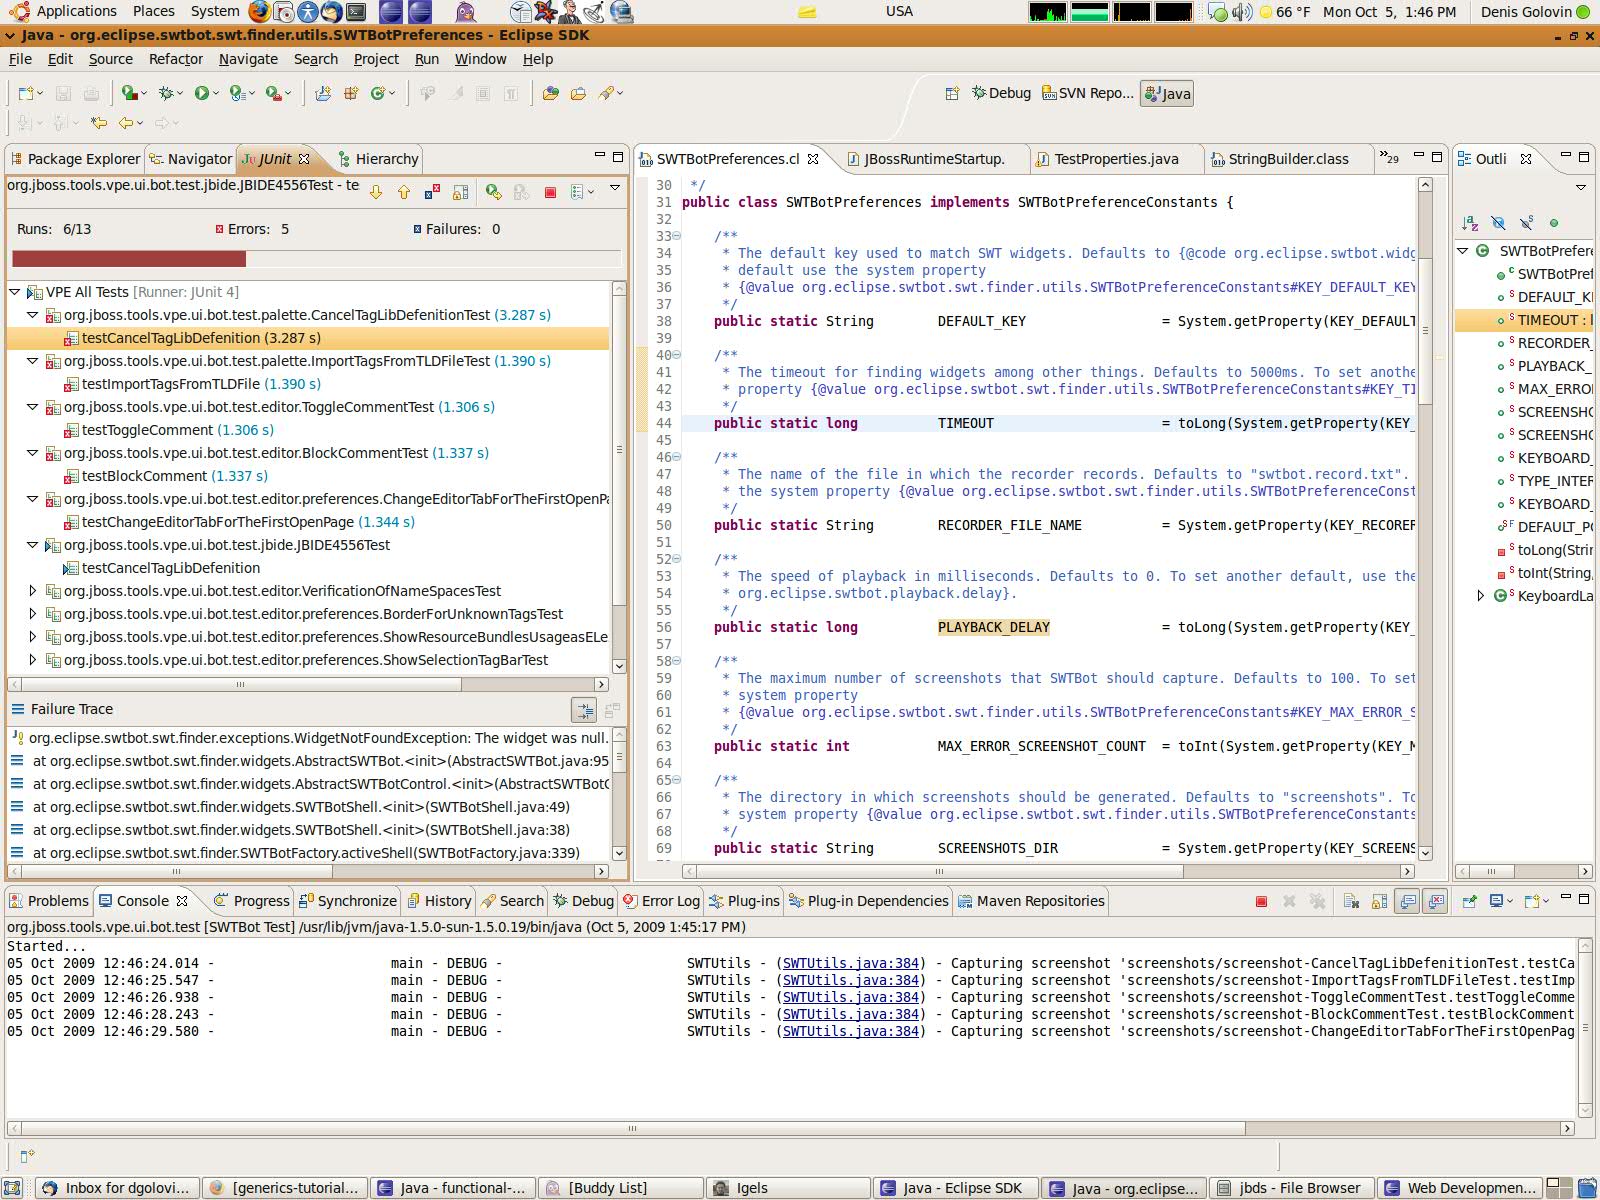 Applications Places System USA 66 °F Mon Oct 5, 1:46 PM Denis Golovin
Java - org.eclipse.swtbot.swt.finder.utils.SWTBotPreferences - Eclipse SDK
File Edit Source Refactor Navigate Search Project Run Window Help
Debug SVN Repo... Java
Package Explorer Navigator JUnit Hierarchy
org.jboss.tools.vpe.ui.bot.test.jbide.JBIDE4556Test - te
Runs: 6/13 Errors: 5 Failures: 0
VPE All Tests [Runner: JUnit 4]
org.jboss.tools.vpe.ui.bot.test.palette.CancelTagLibDefenitionTest (3.287 s)
testCancelTagLibDefenition (3.287 s)
org.jboss.tools.vpe.ui.bot.test.palette.ImportTagsFromTLDFileTest (1.390 s)
testImportTagsFromTLDFile (1.390 s)
org.jboss.tools.vpe.ui.bot.test.editor.ToggleCommentTest (1.306 s)
testToggleComment (1.306 s)
org.jboss.tools.vpe.ui.bot.test.editor.BlockCommentTest (1.337 s)
testBlockComment (1.337 s)
org.jboss.tools.vpe.ui.bot.test.editor.preferences.ChangeEditorTabForTheFirstOpenPa
testChangeEditorTabForTheFirstOpenPage (1.344 s)
org.jboss.tools.vpe.ui.bot.test.jbide.JBIDE4556Test
testCancelTagLibDefenition
org.jboss.tools.vpe.ui.bot.test.editor.VerificationOfNameSpacesTest
org.jboss.tools.vpe.ui.bot.test.editor.preferences.BorderForUnknownTagsTest
org.jboss.tools.vpe.ui.bot.test.editor.preferences.ShowResourceBundlesUsageasELe
org.jboss.tools.vpe.ui.bot.test.editor.preferences.ShowSelectionTagBarTest
Failure Trace
org.eclipse.swtbot.swt.finder.exceptions.WidgetNotFoundException: The widget was null.
at org.eclipse.swtbot.swt.finder.widgets.AbstractSWTBot.<init>(AbstractSWTBot.java:95
at org.eclipse.swtbot.swt.finder.widgets.AbstractSWTBotControl.<init>(AbstractSWTBotC
at org.eclipse.swtbot.swt.finder.widgets.SWTBotShell.<init>(SWTBotShell.java:49)
at org.eclipse.swtbot.swt.finder.widgets.SWTBotShell.<init>(SWTBotShell.java:38)
at org.eclipse.swtbot.swt.finder.SWTBotFactory.activeShell(SWTBotFactory.java:339)
SWTBotPreferences.cl JBossRuntimeStartup. TestProperties.java StringBuilder.class »29
30 */
31 public class SWTBotPreferences implements SWTBotPreferenceConstants {
32
33 /**
34 * The default key used to match SWT widgets. Defaults to {@code org.eclipse.swtbot.widg
35 * default use the system property
36 * {@value org.eclipse.swtbot.swt.finder.utils.SWTBotPreferenceConstants#KEY_DEFAULT_KEY
37 */
38 public static String DEFAULT_KEY = System.getProperty(KEY_DEFAULT
39
40 /**
41 * The timeout for finding widgets among other things. Defaults to 5000ms. To set anothe
42 * property {@value org.eclipse.swtbot.swt.finder.utils.SWTBotPreferenceConstants#KEY_TI
43 */
44 public static long TIMEOUT = toLong(System.getProperty(KEY_
45
46 /**
47 * The name of the file in which the recorder records. Defaults to "swtbot.record.txt".
48 * the system property {@value org.eclipse.swtbot.swt.finder.utils.SWTBotPreferenceConst
49 */
50 public static String RECORDER_FILE_NAME = System.getProperty(KEY_RECORER
51
52 /**
53 * The speed of playback in milliseconds. Defaults to 0. To set another default, use the
54 * org.eclipse.swtbot.playback.delay}.
55 */
56 public static long PLAYBACK_DELAY = toLong(System.getProperty(KEY_
57
58 /**
59 * The maximum number of screenshots that SWTBot should capture. Defaults to 100. To set
60 * system property
61 * {@value org.eclipse.swtbot.swt.finder.utils.SWTBotPreferenceConstants#KEY_MAX_ERROR_S
62 */
63 public static int MAX_ERROR_SCREENSHOT_COUNT = toInt(System.getProperty(KEY_M
64
65 /**
66 * The directory in which screenshots should be generated. Defaults to "screenshots". To
67 * system property {@value org.eclipse.swtbot.swt.finder.utils.SWTBotPreferenceConstants
68 */
69 public static String SCREENSHOTS_DIR = System.getProperty(KEY_SCREENS
Outli
SWTBotPrefere
SWTBotPref
DEFAULT_KE
TIMEOUT : l
RECORDER_
PLAYBACK_
MAX_ERRO
SCREENSHO
SCREENSHO
KEYBOARD_
TYPE_INTER
KEYBOARD_
DEFAULT_PO
toLong(Strin
toInt(String,
KeyboardLa
Problems Console Progress Synchronize History Search Debug Error Log Plug-ins Plug-in Dependencies Maven Repositories
org.jboss.tools.vpe.ui.bot.test [SWTBot Test] /usr/lib/jvm/java-1.5.0-sun-1.5.0.19/bin/java (Oct 5, 2009 1:45:17 PM)
Started...
05 Oct 2009 12:46:24.014 - main - DEBUG - SWTUtils - (SWTUtils.java:384) - Capturing screenshot 'screenshots/screenshot-CancelTagLibDefenitionTest.testCa
05 Oct 2009 12:46:25.547 - main - DEBUG - SWTUtils - (SWTUtils.java:384) - Capturing screenshot 'screenshots/screenshot-ImportTagsFromTLDFileTest.testImp
05 Oct 2009 12:46:26.938 - main - DEBUG - SWTUtils - (SWTUtils.java:384) - Capturing screenshot 'screenshots/screenshot-ToggleCommentTest.testToggleComme
05 Oct 2009 12:46:28.243 - main - DEBUG - SWTUtils - (SWTUtils.java:384) - Capturing screenshot 'screenshots/screenshot-BlockCommentTest.testBlockComment
05 Oct 2009 12:46:29.580 - main - DEBUG - SWTUtils - (SWTUtils.java:384) - Capturing screenshot 'screenshots/screenshot-ChangeEditorTabForTheFirstOpenPag
Inbox for dgolovi... [generics-tutorial... Java - functional-... [Buddy List] Igels Java - Eclipse SDK Java - org.eclipse... jbds - File Browser Web Developmen...